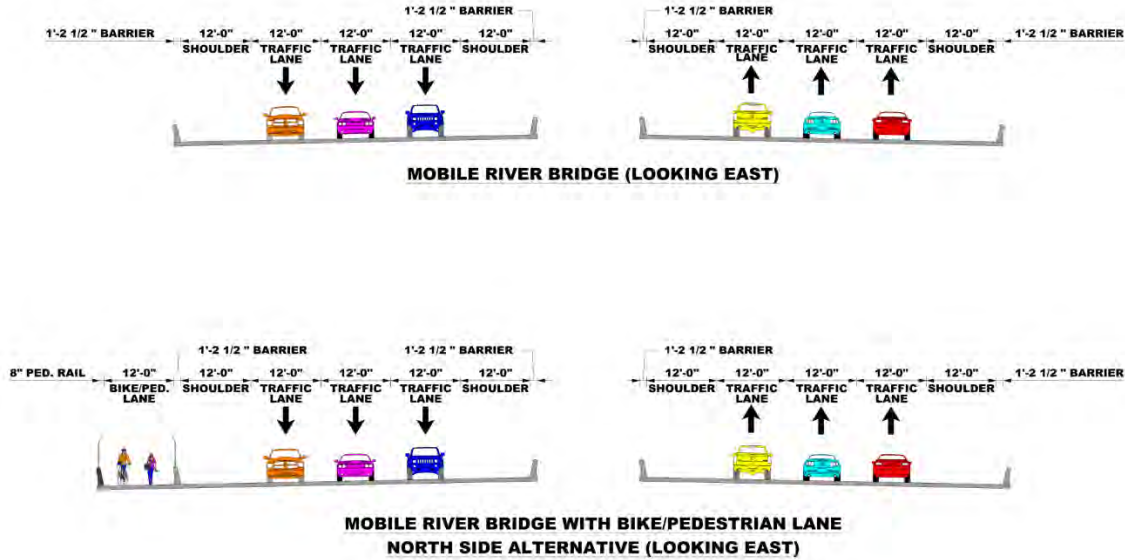 1'-2 1/2 " BARRIER 1'-2 1/2 " BARRIER
1'-2 1/2 " BARRIER 12'-0" 12'-0" 12'-0" 12'-0" 12'-0" 12'-0" 12'-0" 12'-0" 12'-0" 12'-0" 1'-2 1/2 " BARRIER
SHOULDER TRAFFIC TRAFFIC TRAFFIC SHOULDER SHOULDER TRAFFIC TRAFFIC TRAFFIC SHOULDER
LANE LANE LANE LANE LANE LANE
MOBILE RIVER BRIDGE (LOOKING EAST)
1'-2 1/2 " BARRIER 1'-2 1/2 " BARRIER 1'-2 1/2 " BARRIER
8" PED. RAIL 12'-0" 12'-0" 12'-0" 12'-0" 12'-0" 12'-0" 12'-0" 12'-0" 12'-0" 12'-0" 12'-0" 1'-2 1/2 " BARRIER
BIKE/PED. SHOULDER TRAFFIC TRAFFIC TRAFFIC SHOULDER SHOULDER TRAFFIC TRAFFIC TRAFFIC SHOULDER
LANE LANE LANE LANE LANE LANE LANE
MOBILE RIVER BRIDGE WITH BIKE/PEDESTRIAN LANE
NORTH SIDE ALTERNATIVE (LOOKING EAST)